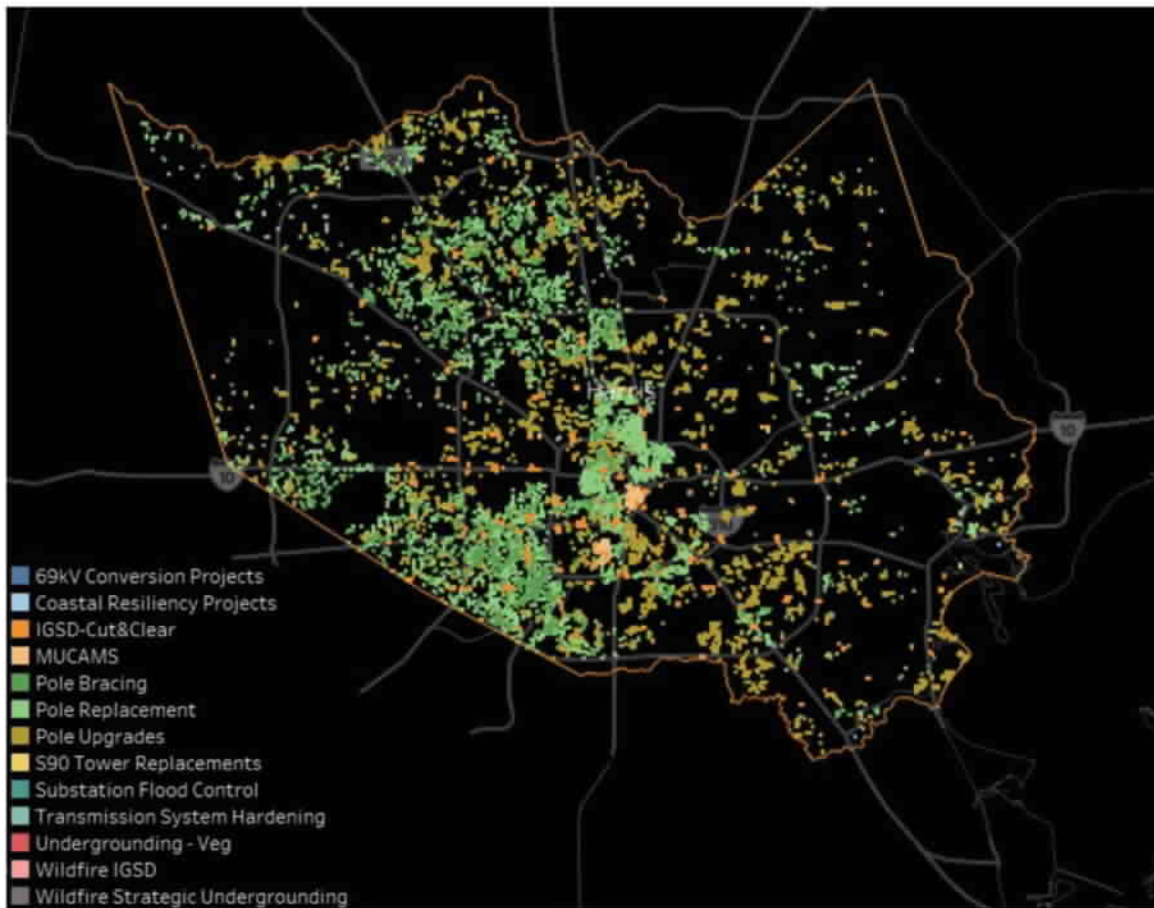 10
10
69kV Conversion Projects
Coastal Resiliency Projects
IGSD-Cut&Clear
MUCAMS
Pole Bracing
Pole Replacement
Pole Upgrades
S90 Tower Replacements
Substation Flood Control
Transmission System Hardening
Undergrounding - Veg
Wildfire IGSD
Wildfire Strategic Undergrounding